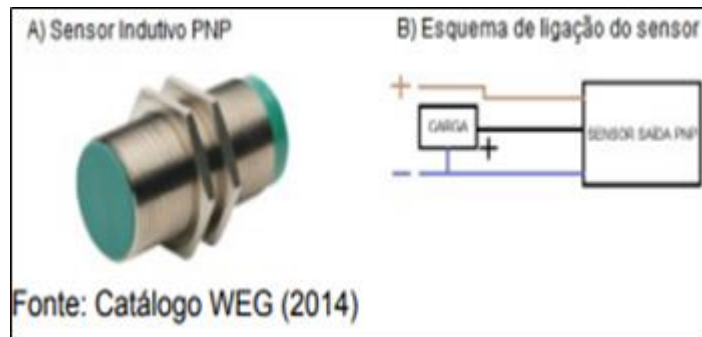 A) Sensor Indutivo PNP
B) Esquema de ligação do sensor
+
CARGA
+
SENSOR SAÍDA PNP
−
Fonte: Catálogo WEG (2014)